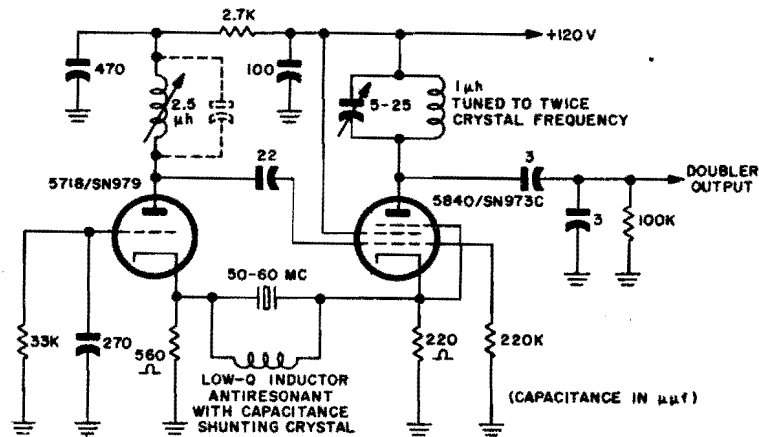 2.7K
+120V
470
100
2.5
μh
5-25
1μh
TUNED TO TWICE
CRYSTAL FREQUENCY
22
3
DOUBLER
OUTPUT
5718/SN979
5840/SN973C
3
100K
50-60 MC
33K
270
560
Ω
220
Ω
220K
LOW-Q INDUCTOR
ANTIRESONANT
WITH CAPACITANCE
SHUNTING CRYSTAL
(CAPACITANCE IN μμf)